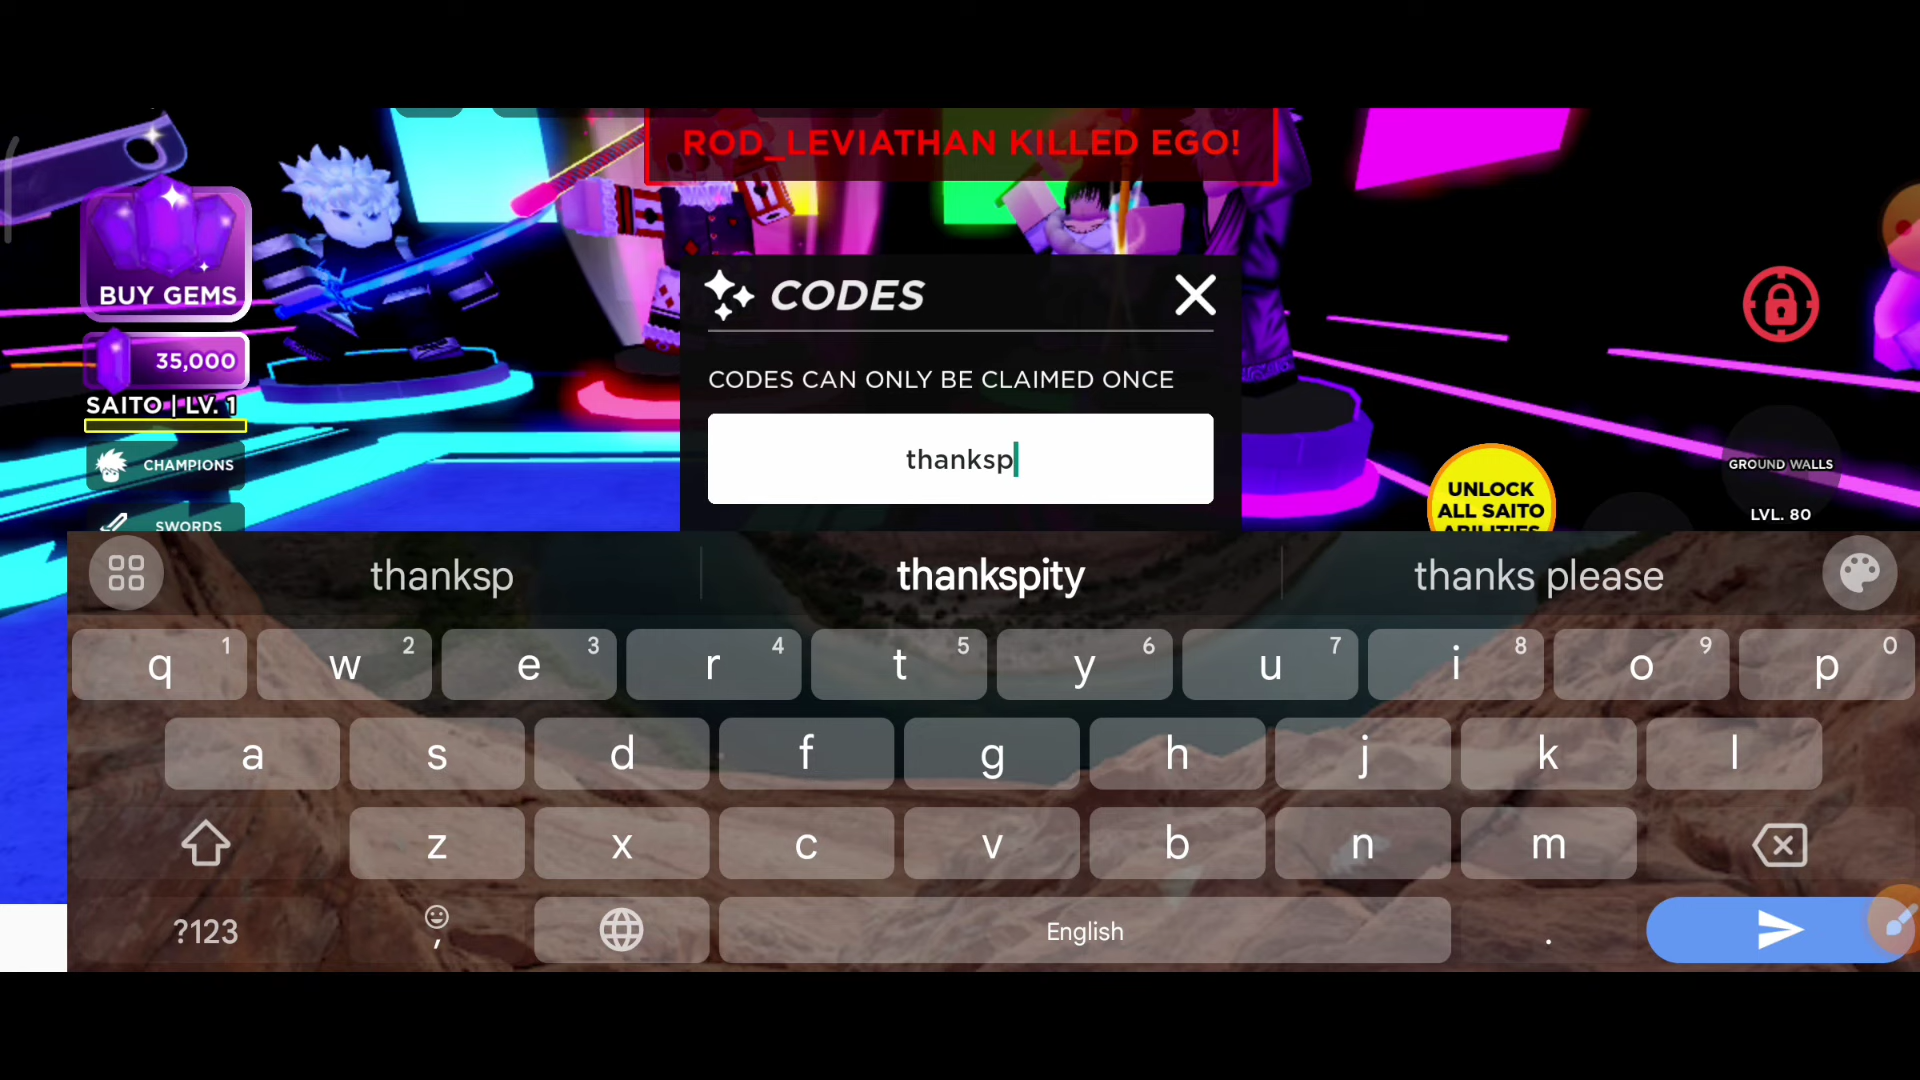 ROD_LEVIATHAN KILLED EGO!
BUY GEMS
35,000
SAITO | LV. 1
CHAMPIONS
SWORDS
CODES
CODES CAN ONLY BE CLAIMED ONCE
thanksp
UNLOCK
ALL SAITO
ABILITIES
GROUND WALLS
LVL. 80
thanksp thankspity thanks please
q 1 w 2 e 3 r 4 t 5 y 6 u 7 i 8 o 9 p 0
a s d f g h j k l
z x c v b n m
?123 , English .